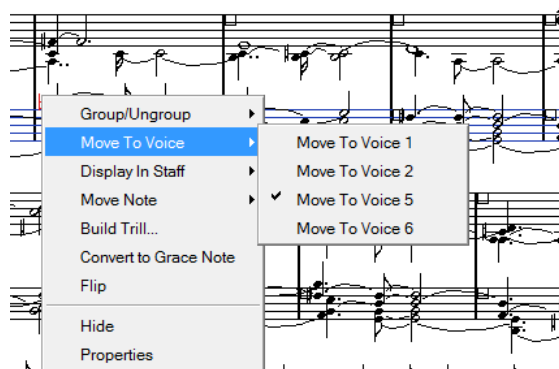 Group/Ungroup
Move To Voice
Display In Staff
Move Note
Build Trill...
Convert to Grace Note
Flip
Hide
Properties
Move To Voice 1
Move To Voice 2
Move To Voice 5
Move To Voice 6